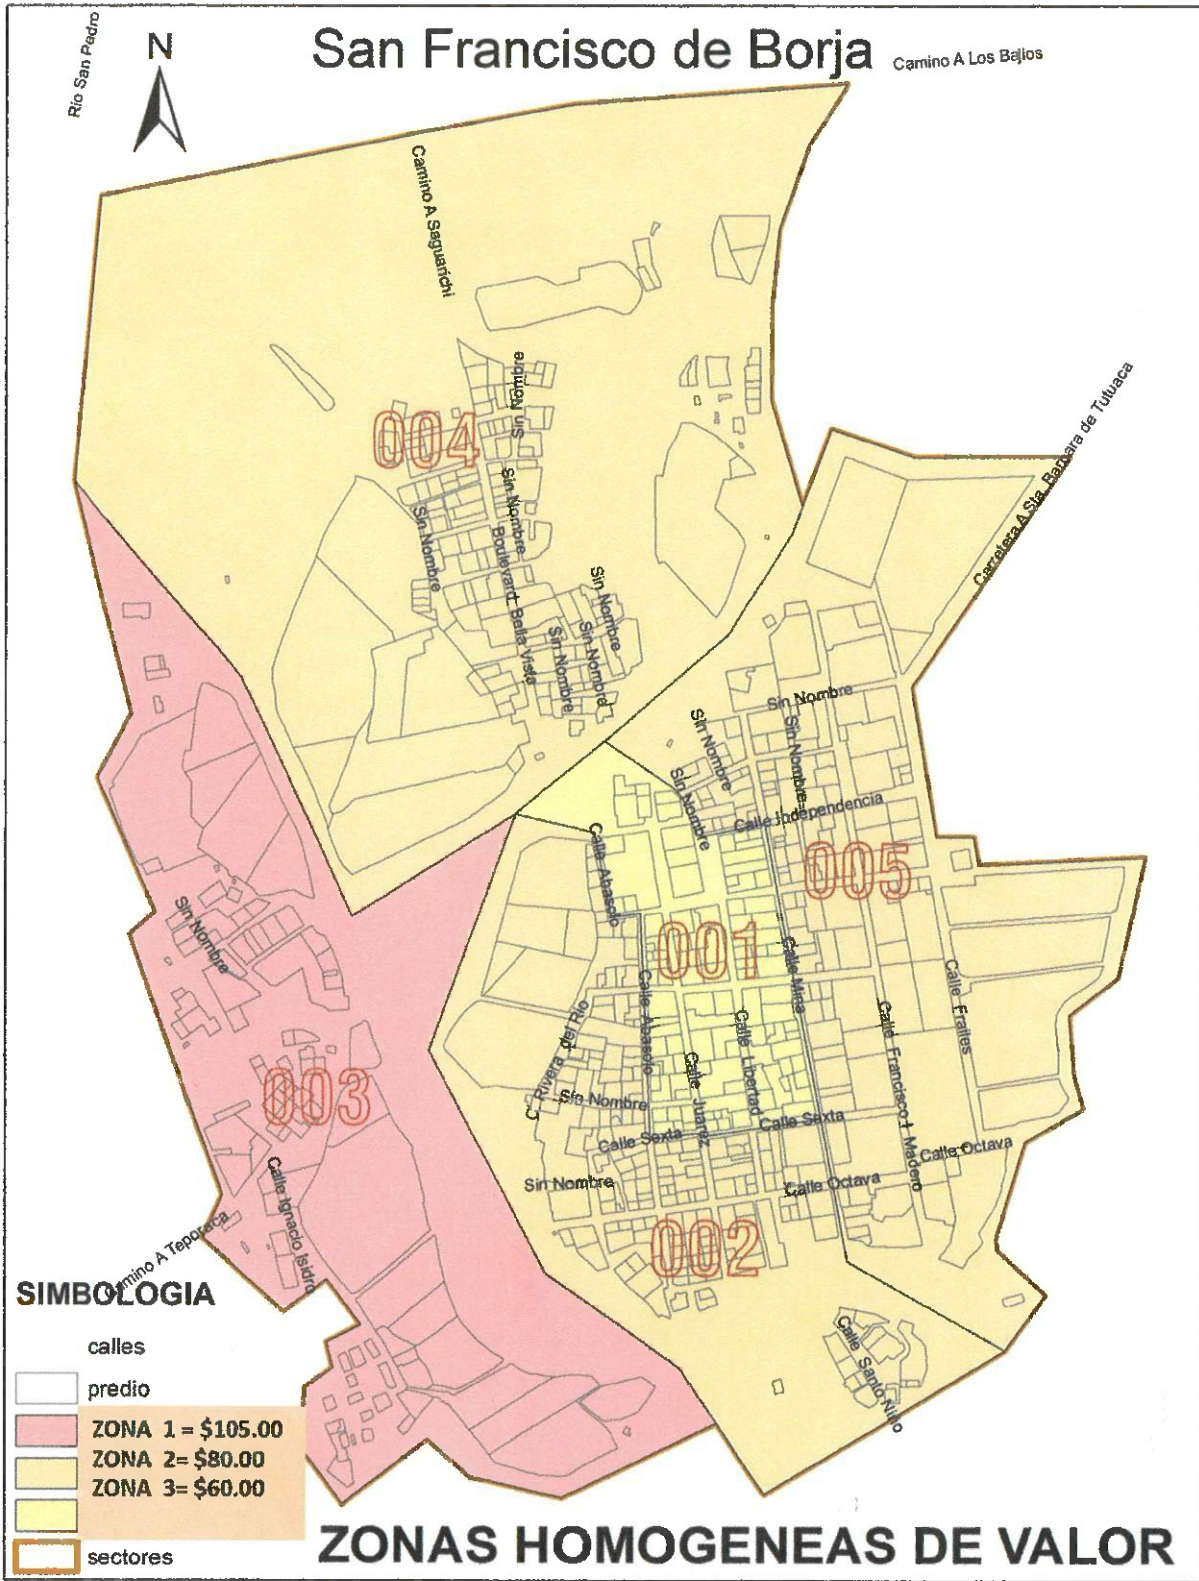 San Francisco de Borja
Camino A Los Bajios
Rio San Pedro
N
Camino A Saguarichi
Sin Nombre
004
Sin Nombre
Sin Nombre
Boulevard Bella Vista
Sin Nombre
Sin Nombre
Sin Nombre
Carretera A Sta. Barbara de Tutuaca
Sin Nombre
Sin Nombre
Sin Nombre
Sin Nombre
Calle Independencia
005
Calle Abasolo
001
Sin Nombre
Calle Mina
Calle Abasolo
Calle Frailes
C. Rivera del Rio
Calle Libertad
Calle Francisco I Madero
Calle Juarez
003
Sin Nombre
Calle Sexta
Calle Sexta
Calle Octava
Sin Nombre
Calle Octava
Calle Ignacio Isidro
002
Camino A Teporaca
Calle Santo Niño
SIMBOLOGIA
calles
predio
ZONA 1 = $105.00
ZONA 2= $80.00
ZONA 3= $60.00
sectores
ZONAS HOMOGENEAS DE VALOR